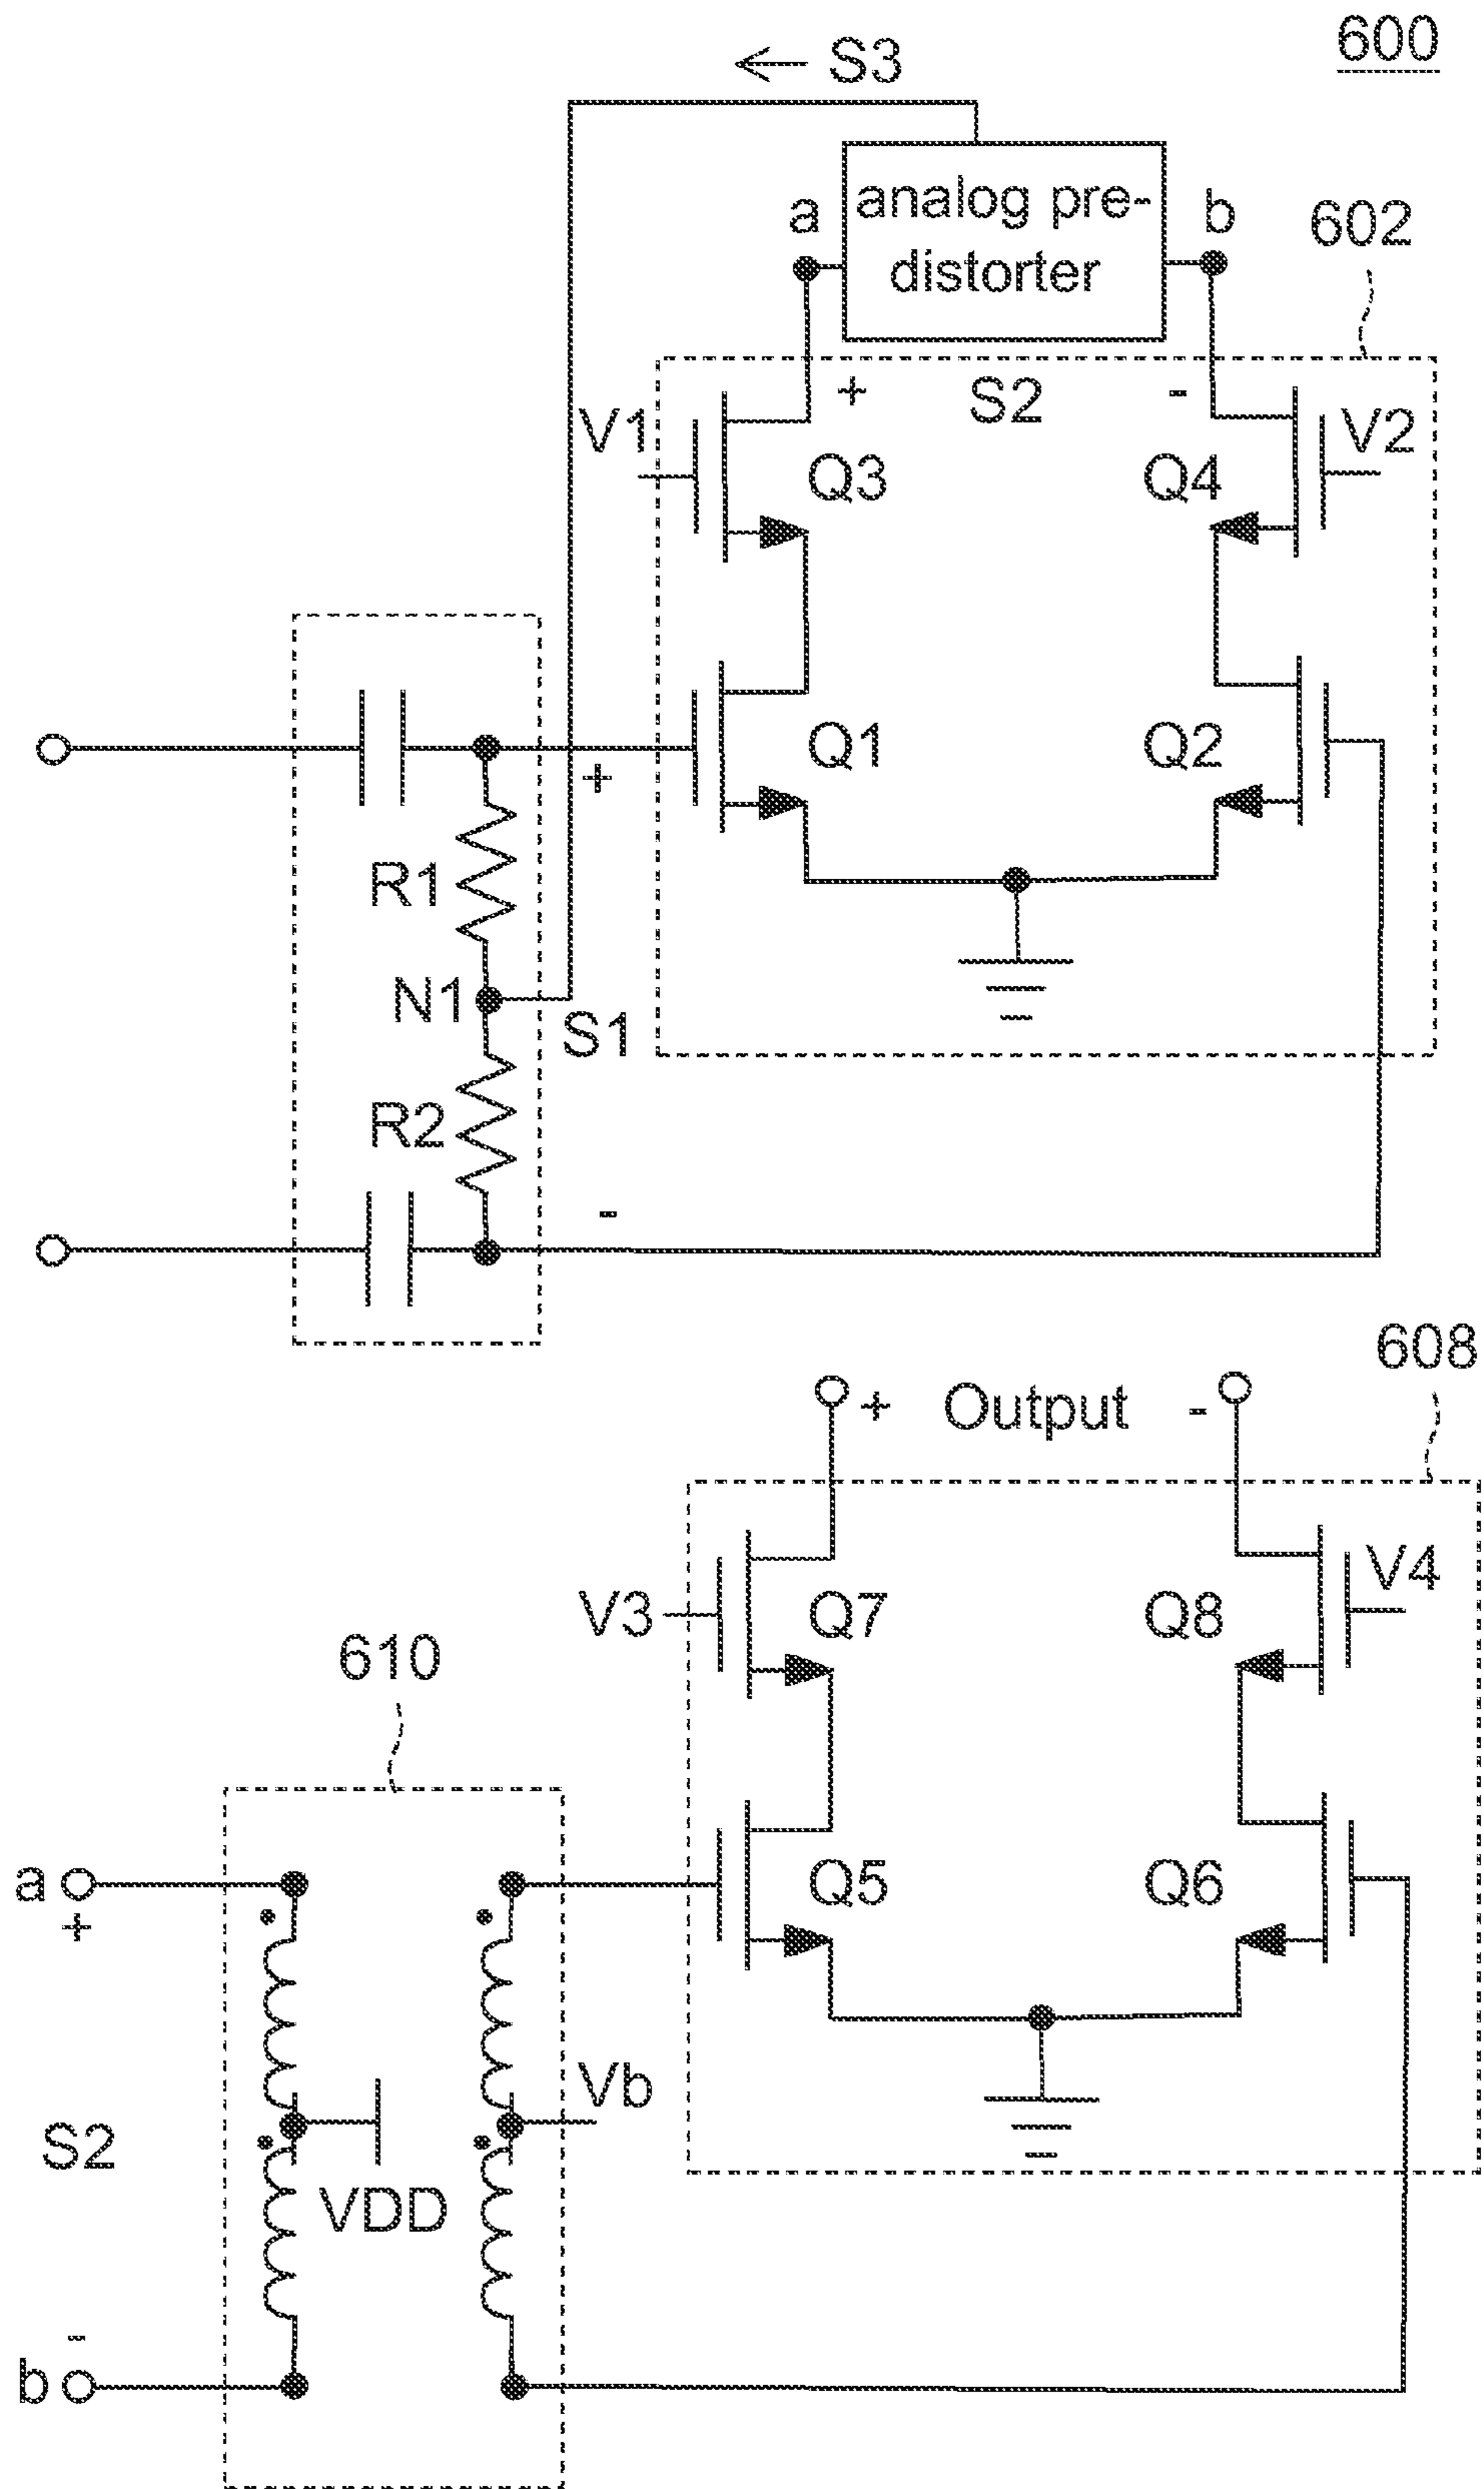 600
S3
a
analog pre-
distorter
b
602
+
S2
-
V1
Q3
Q4
V2
+
Q1
Q2
R1
N1
S1
R2
-
608
+ Output -
V3
Q7
Q8
V4
610
a
+
Q5
Q6
Vb
S2
VDD
-
b